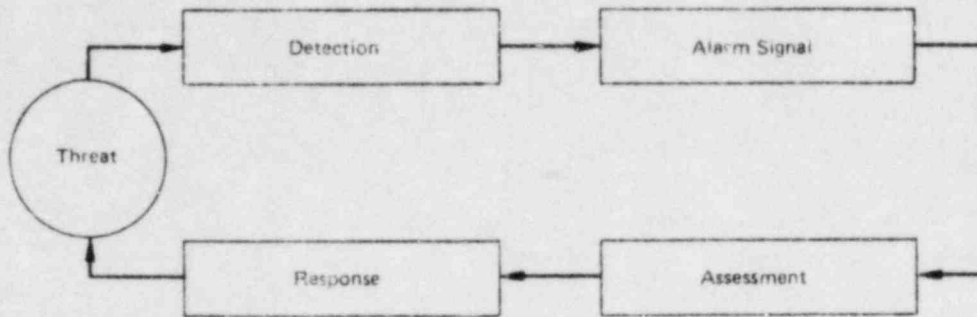 Detection
Alarm Signal
Threat
Response
Assessment